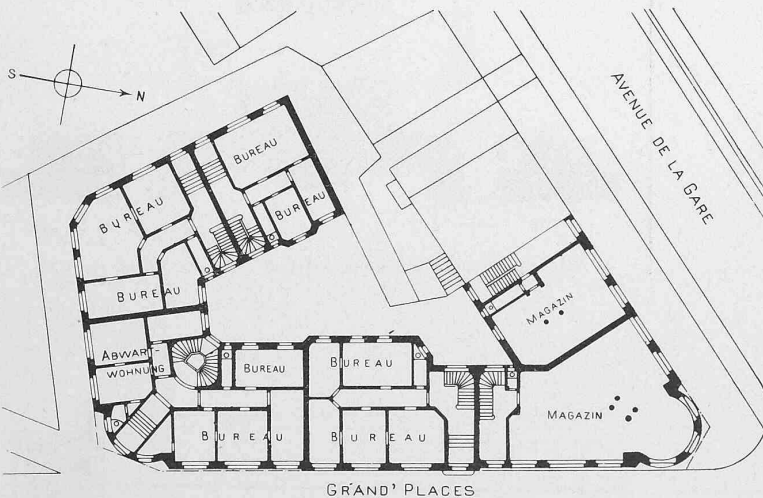 S
N
AVENUE DE LA GARE
BUREAU
BUREAU
BUREAU
BUREAU
MAGAZIN
ABWART
WOHNUNG
BUREAU
BUREAU
MAGAZIN
BUREAU
BUREAU
GRAND' PLACES